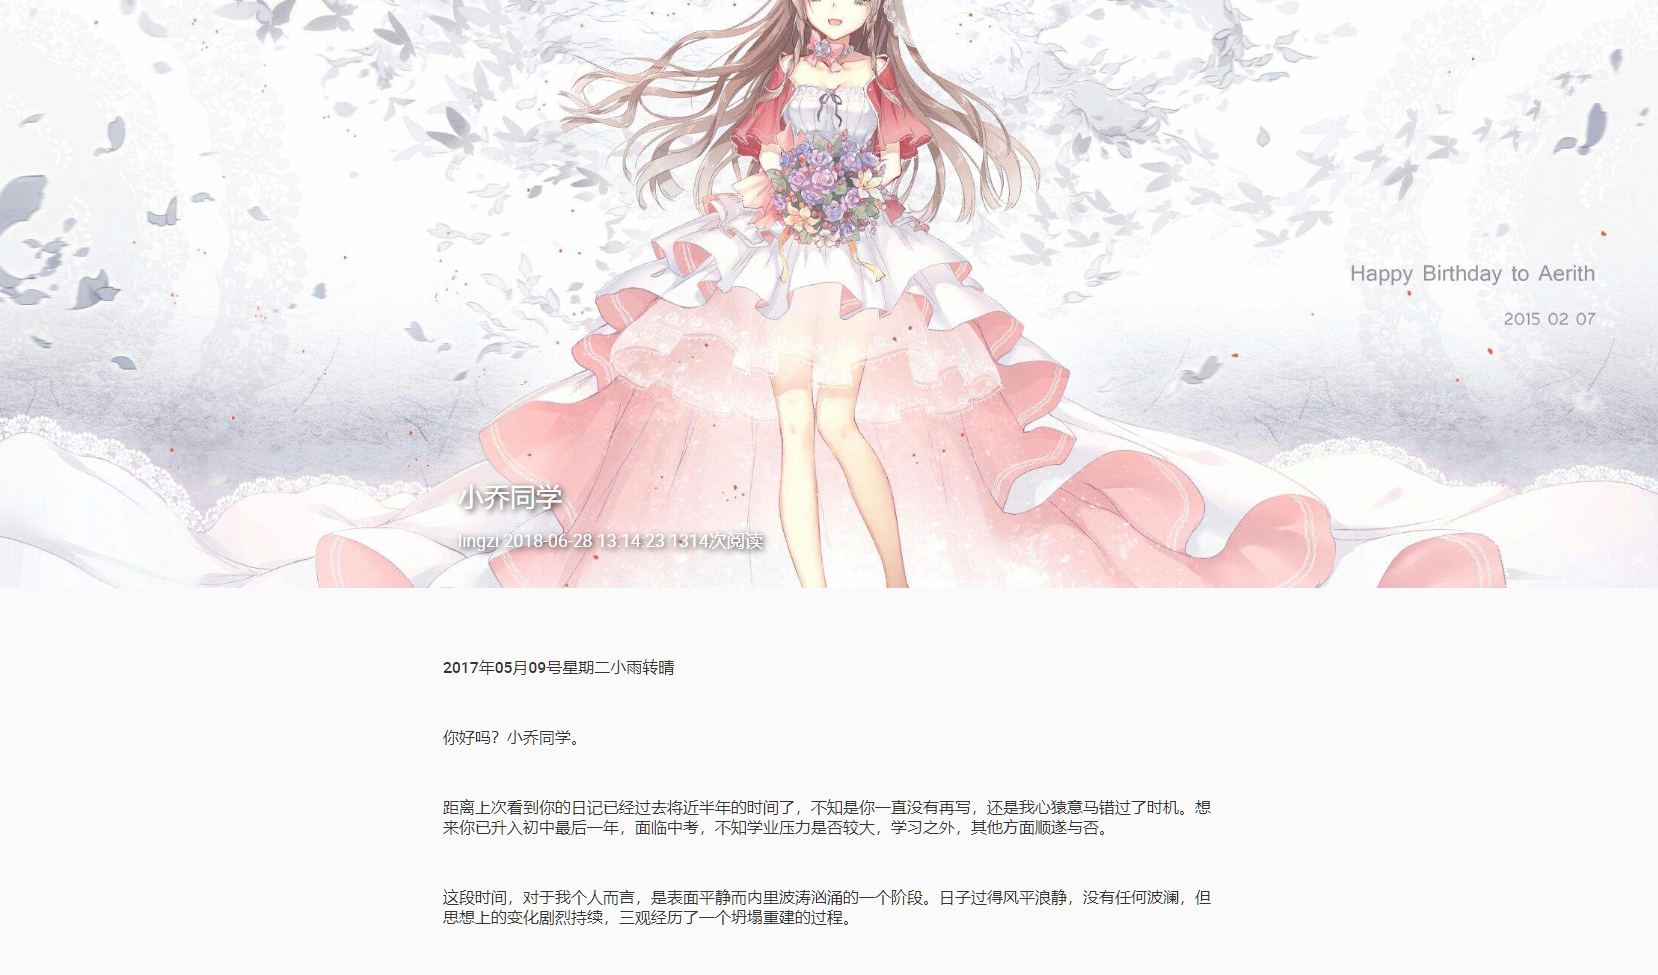 Happy Birthday to Aerith
2015 02 07
小乔同学
lingzi 2018-06-28 13:14:23 1314次阅读
2017年05月09号星期二小雨转晴
你好吗？小乔同学。
距离上次看到你的日记已经过去将近半年的时间了，不知是你一直没有再写，还是我心猿意马错过了时机。想
来你已升入初中最后一年，面临中考，不知学业压力是否较大，学习之外，其他方面顺遂与否。
这段时间，对于我个人而言，是表面平静而内里波涛汹涌的一个阶段。日子过得风平浪静，没有任何波澜，但
思想上的变化剧烈持续，三观经历了一个坍塌重建的过程。